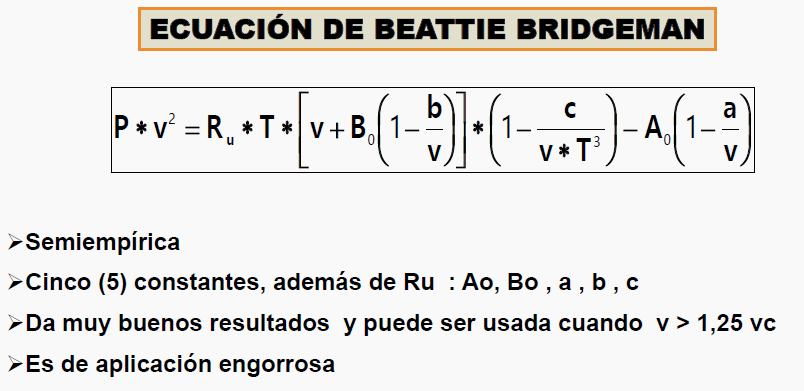 ECUACIÓN DE BEATTIE BRIDGEMAN
P * v² = R_u * T * [v + B₀(1 − b/v)] * (1 − c/(v * T³)) − A₀(1 − a/v)
➢Semiempírica
➢Cinco (5) constantes, además de Ru : Ao, Bo , a , b , c
➢Da muy buenos resultados y puede ser usada cuando v > 1,25 vc
➢Es de aplicación engorrosa